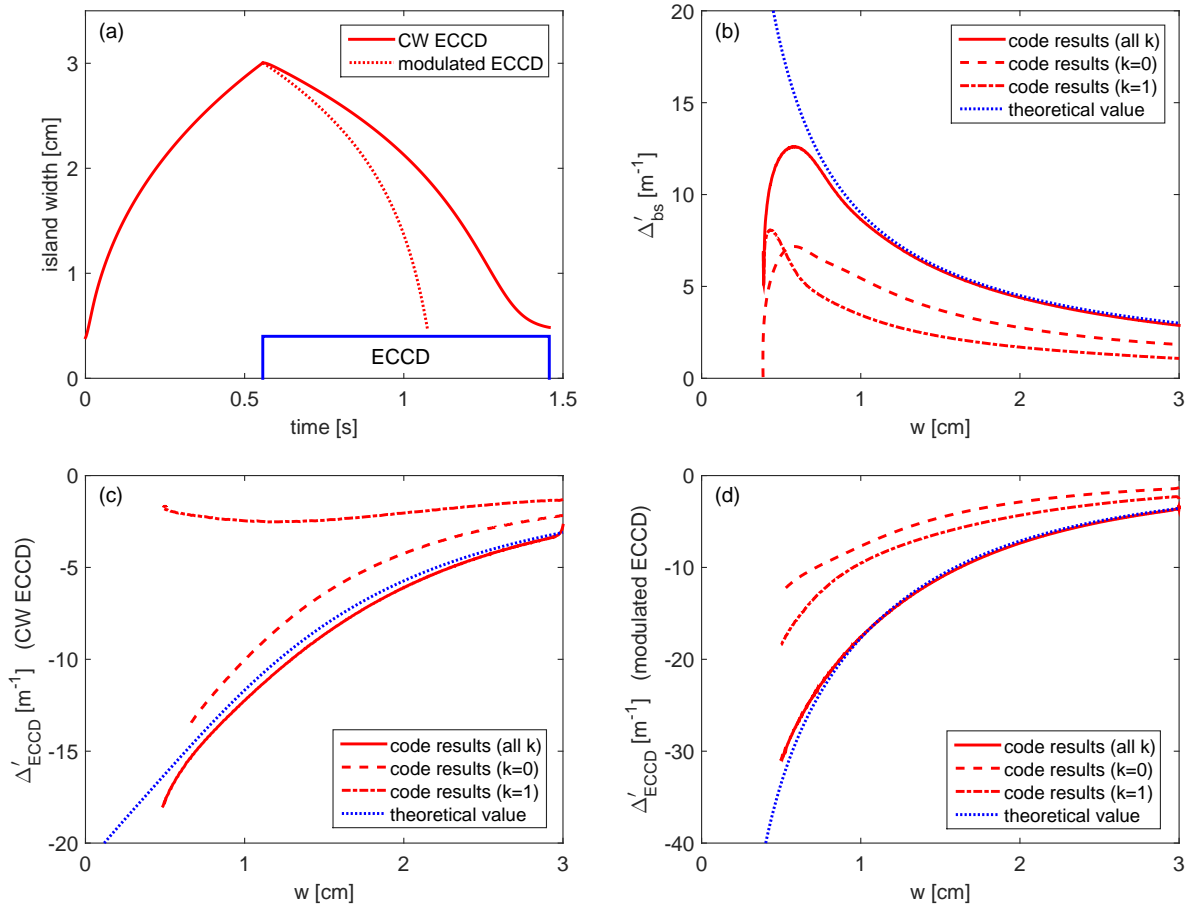 (a)
CW ECCD
modulated ECCD
island width [cm]
3
2
1
0
ECCD
0
0.5
1
1.5
time [s]
(b)
code results (all k)
code results (k=0)
code results (k=1)
theoretical value
Δ′bs [m-1]
20
15
10
5
0
0
1
2
3
w [cm]
(c)
code results (all k)
code results (k=0)
code results (k=1)
theoretical value
Δ′ECCD [m-1] (CW ECCD)
0
-5
-10
-15
-20
0
1
2
3
w [cm]
(d)
code results (all k)
code results (k=0)
code results (k=1)
theoretical value
Δ′ECCD [m-1] (modulated ECCD)
0
-10
-20
-30
-40
0
1
2
3
w [cm]